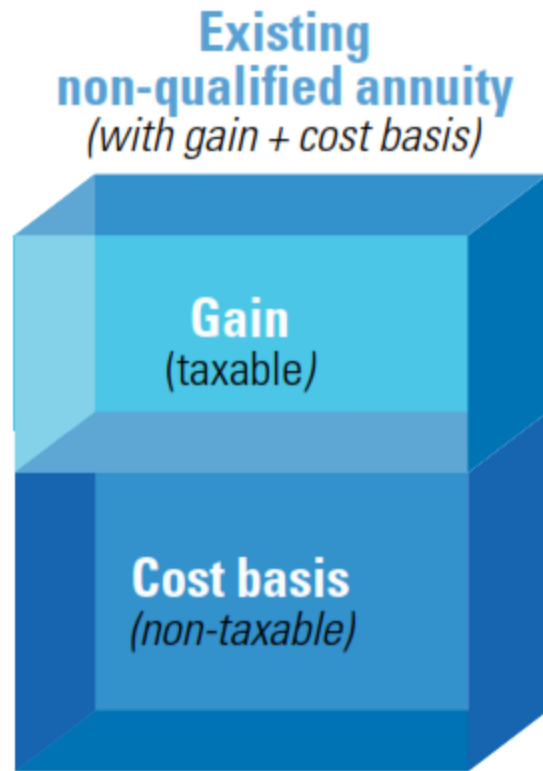 Existing
non-qualified annuity
(with gain + cost basis)
Gain
(taxable)
Cost basis
(non-taxable)